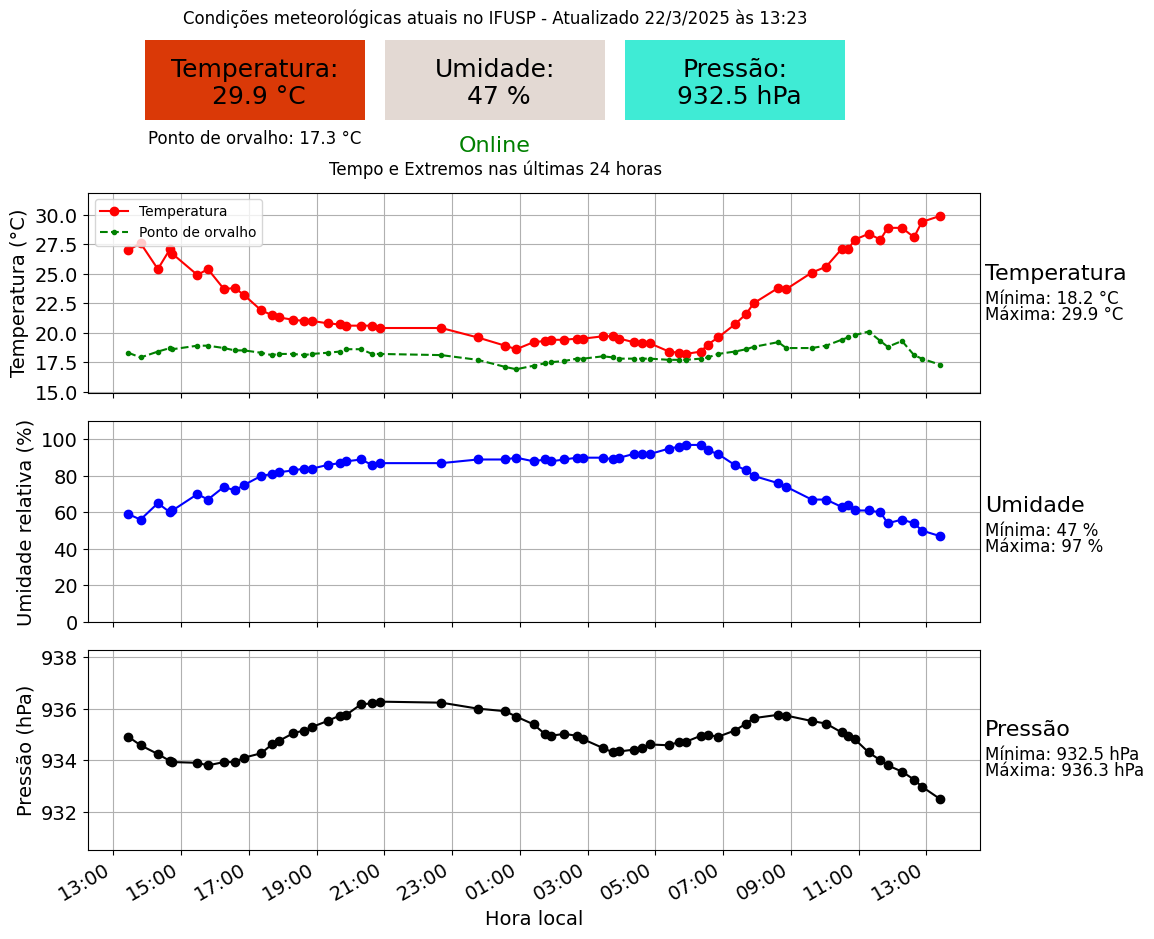 Condições meteorológicas atuais no IFUSP - Atualizado 22/3/2025 às 13:23
Temperatura:
29.9 °C
Umidade:
47 %
Pressão:
932.5 hPa
Ponto de orvalho: 17.3 °C
Online
Tempo e Extremos nas últimas 24 horas
Temperatura (°C)
30.0
27.5
25.0
22.5
20.0
17.5
15.0
Temperatura
Ponto de orvalho
Temperatura
Mínima: 18.2 °C
Máxima: 29.9 °C
Umidade relativa (%)
100
80
60
40
20
0
Umidade
Mínima: 47 %
Máxima: 97 %
Pressão (hPa)
938
936
934
932
Pressão
Mínima: 932.5 hPa
Máxima: 936.3 hPa
13:00 15:00 17:00 19:00 21:00 23:00 01:00 03:00 05:00 07:00 09:00 11:00 13:00
Hora local